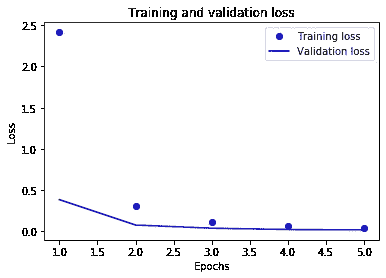 Training and validation loss
Training loss
Validation loss
Loss
2.5
2.0
1.5
1.0
0.5
0.0
1.0 1.5 2.0 2.5 3.0 3.5 4.0 4.5 5.0
Epochs